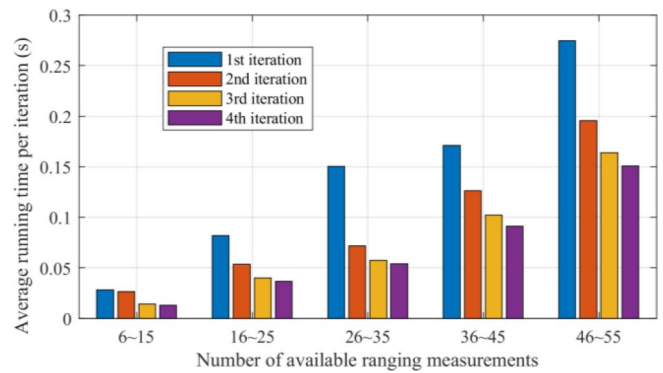 0.3
0.25
0.2
0.15
0.1
0.05
0
Average running time per iteration (s)
1st iteration
2nd iteration
3rd iteration
4th iteration
6~15
16~25
26~35
36~45
46~55
Number of available ranging measurements